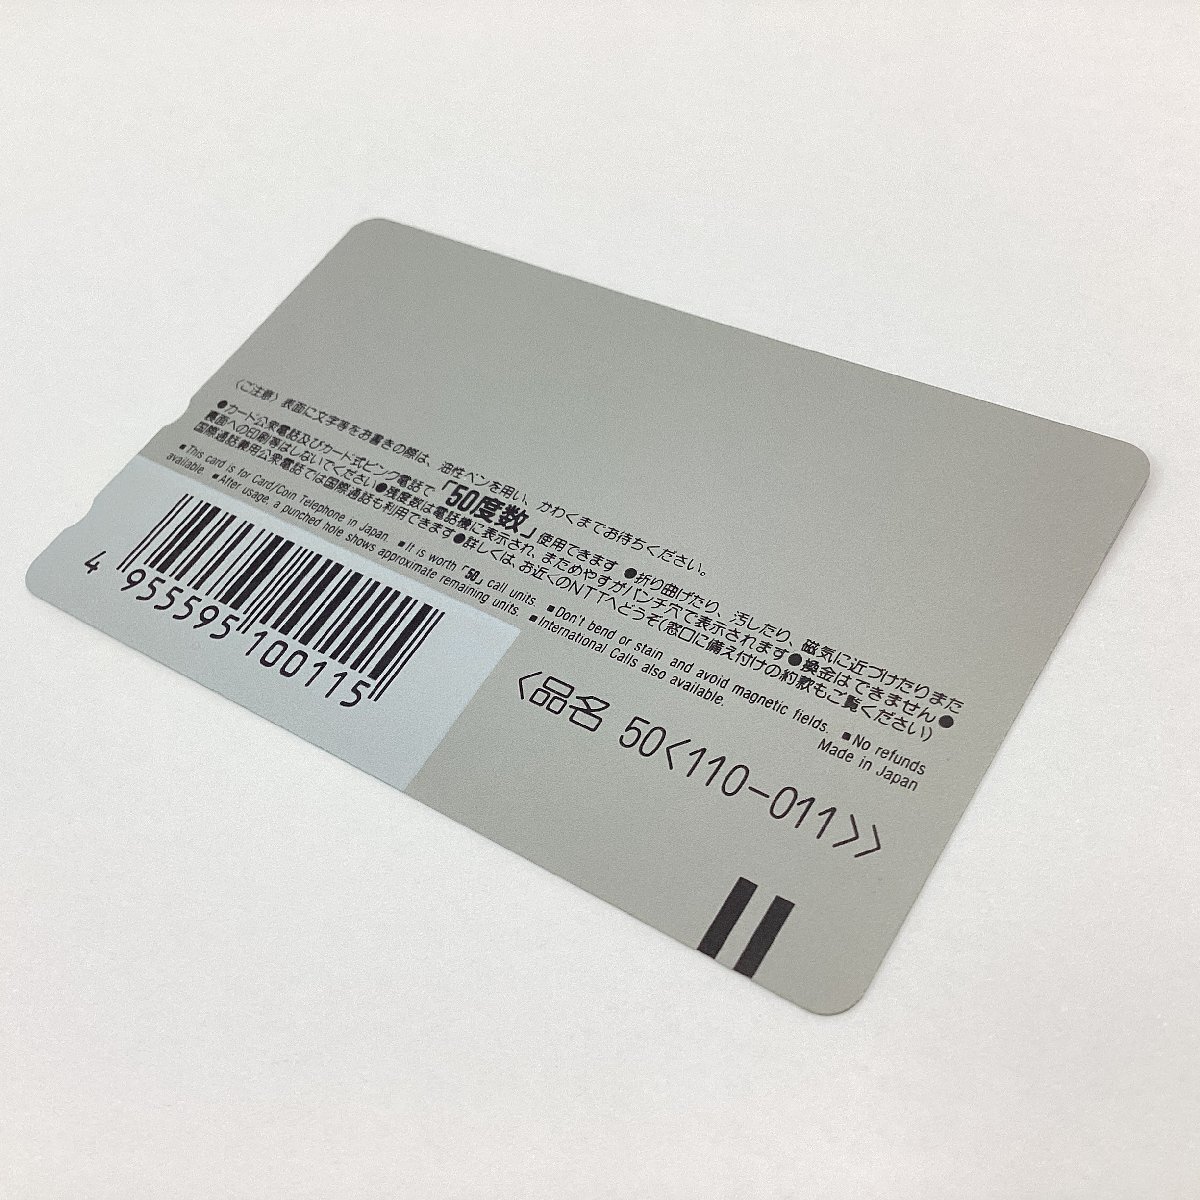 〈ご注意〉表面に文字等をお書きの際は、油性ペンを用い、かわくまでお待ちください。
●カード公衆電話及びカード式ピンク電話で「50度数」使用できます ●折り曲げたり、汚したり、磁気に近づけたりまた
裏面への印刷等はしないでください●残度数は電話機に表示され、まためやすがパンチ穴で表示されます●換金はできません●
国際通話兼用公衆電話では国際通話も利用できます●詳しくは、お近くのNTTへどうぞ(窓口に備え付けの約款もご覧ください)
■This card is for Card/Coin Telephone in Japan. ■It is worth「50」call units. ■Don't bend or stain, and avoid magnetic fields. ■No refunds
available. ■After usage, a punched hole shows approximate remaining units. ■International Calls also available. Made in Japan
4 955595 100115
〈品名 50〈110-011〉〉